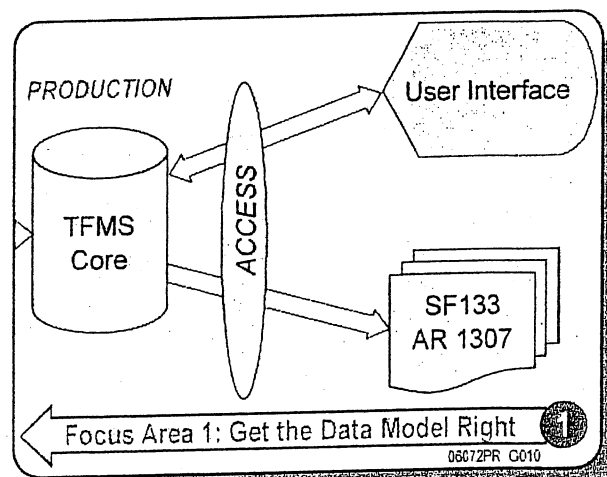 PRODUCTION
User Interface
TFMS
Core
ACCESS
SF133
AR 1307
Focus Area 1: Get the Data Model Right
1
06072PR G010